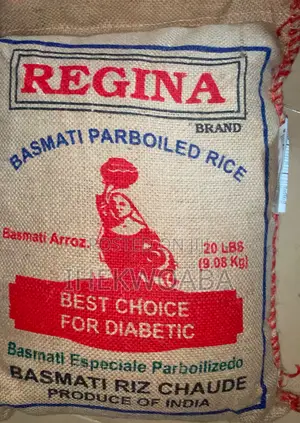 REGINA
BRAND
BASMATI PARBOILED RICE
Basmati Arroz.
20 LBS
(9.08 Kg)
IHEKWOABA
BEST CHOICE
FOR DIABETIC
Basmati Especiale Parboilizedo
BASMATI RIZ CHAUDE
PRODUCE OF INDIA